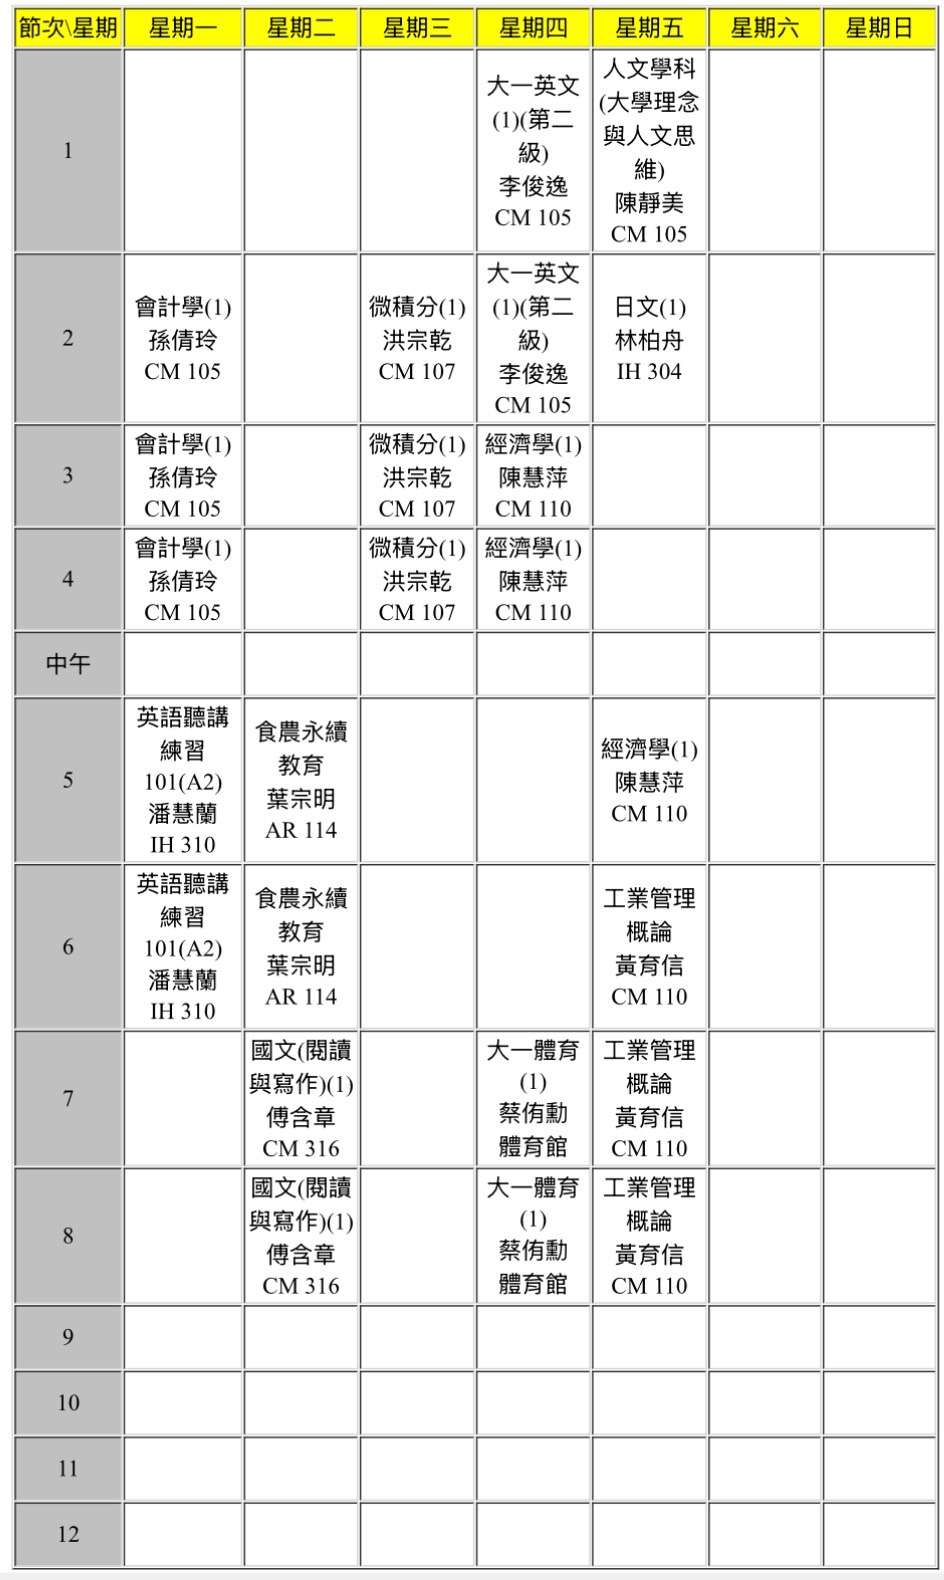 節次\星期 星期一 星期二 星期三 星期四 星期五 星期六 星期日
1
大一英文
(1)(第二
級)
李俊逸
CM 105
人文學科
(大學理念
與人文思
維)
陳靜美
CM 105
2
會計學(1)
孫倩玲
CM 105
微積分(1)
洪宗乾
CM 107
大一英文
(1)(第二
級)
李俊逸
CM 105
日文(1)
林柏舟
IH 304
3
會計學(1)
孫倩玲
CM 105
微積分(1)
洪宗乾
CM 107
經濟學(1)
陳慧萍
CM 110
4
會計學(1)
孫倩玲
CM 105
微積分(1)
洪宗乾
CM 107
經濟學(1)
陳慧萍
CM 110
中午
5
英語聽講
練習
101(A2)
潘慧蘭
IH 310
食農永續
教育
葉宗明
AR 114
經濟學(1)
陳慧萍
CM 110
6
英語聽講
練習
101(A2)
潘慧蘭
IH 310
食農永續
教育
葉宗明
AR 114
工業管理
概論
黃育信
CM 110
7
國文(閱讀
與寫作)(1)
傅含章
CM 316
大一體育
(1)
蔡侑勳
體育館
工業管理
概論
黃育信
CM 110
8
國文(閱讀
與寫作)(1)
傅含章
CM 316
大一體育
(1)
蔡侑勳
體育館
工業管理
概論
黃育信
CM 110
9
10
11
12